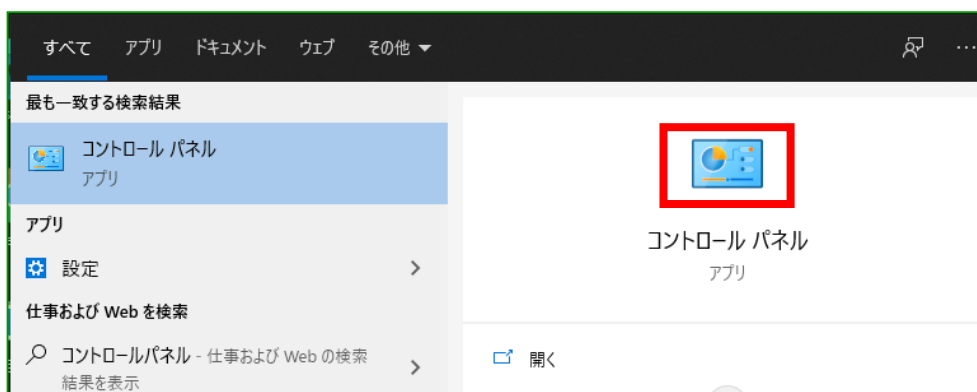 すべて アプリ ドキュメント ウェブ その他
最も一致する検索結果
コントロール パネル
アプリ
アプリ
設定
仕事および Web を検索
コントロールパネル - 仕事および Web の検索
結果を表示
コントロール パネル
アプリ
開く